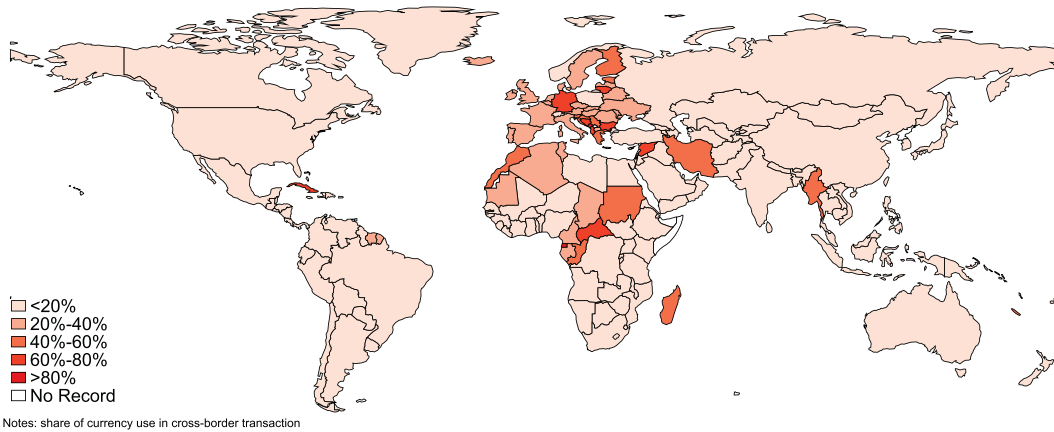 <20%
20%-40%
40%-60%
60%-80%
>80%
No Record
Notes: share of currency use in cross-border transaction